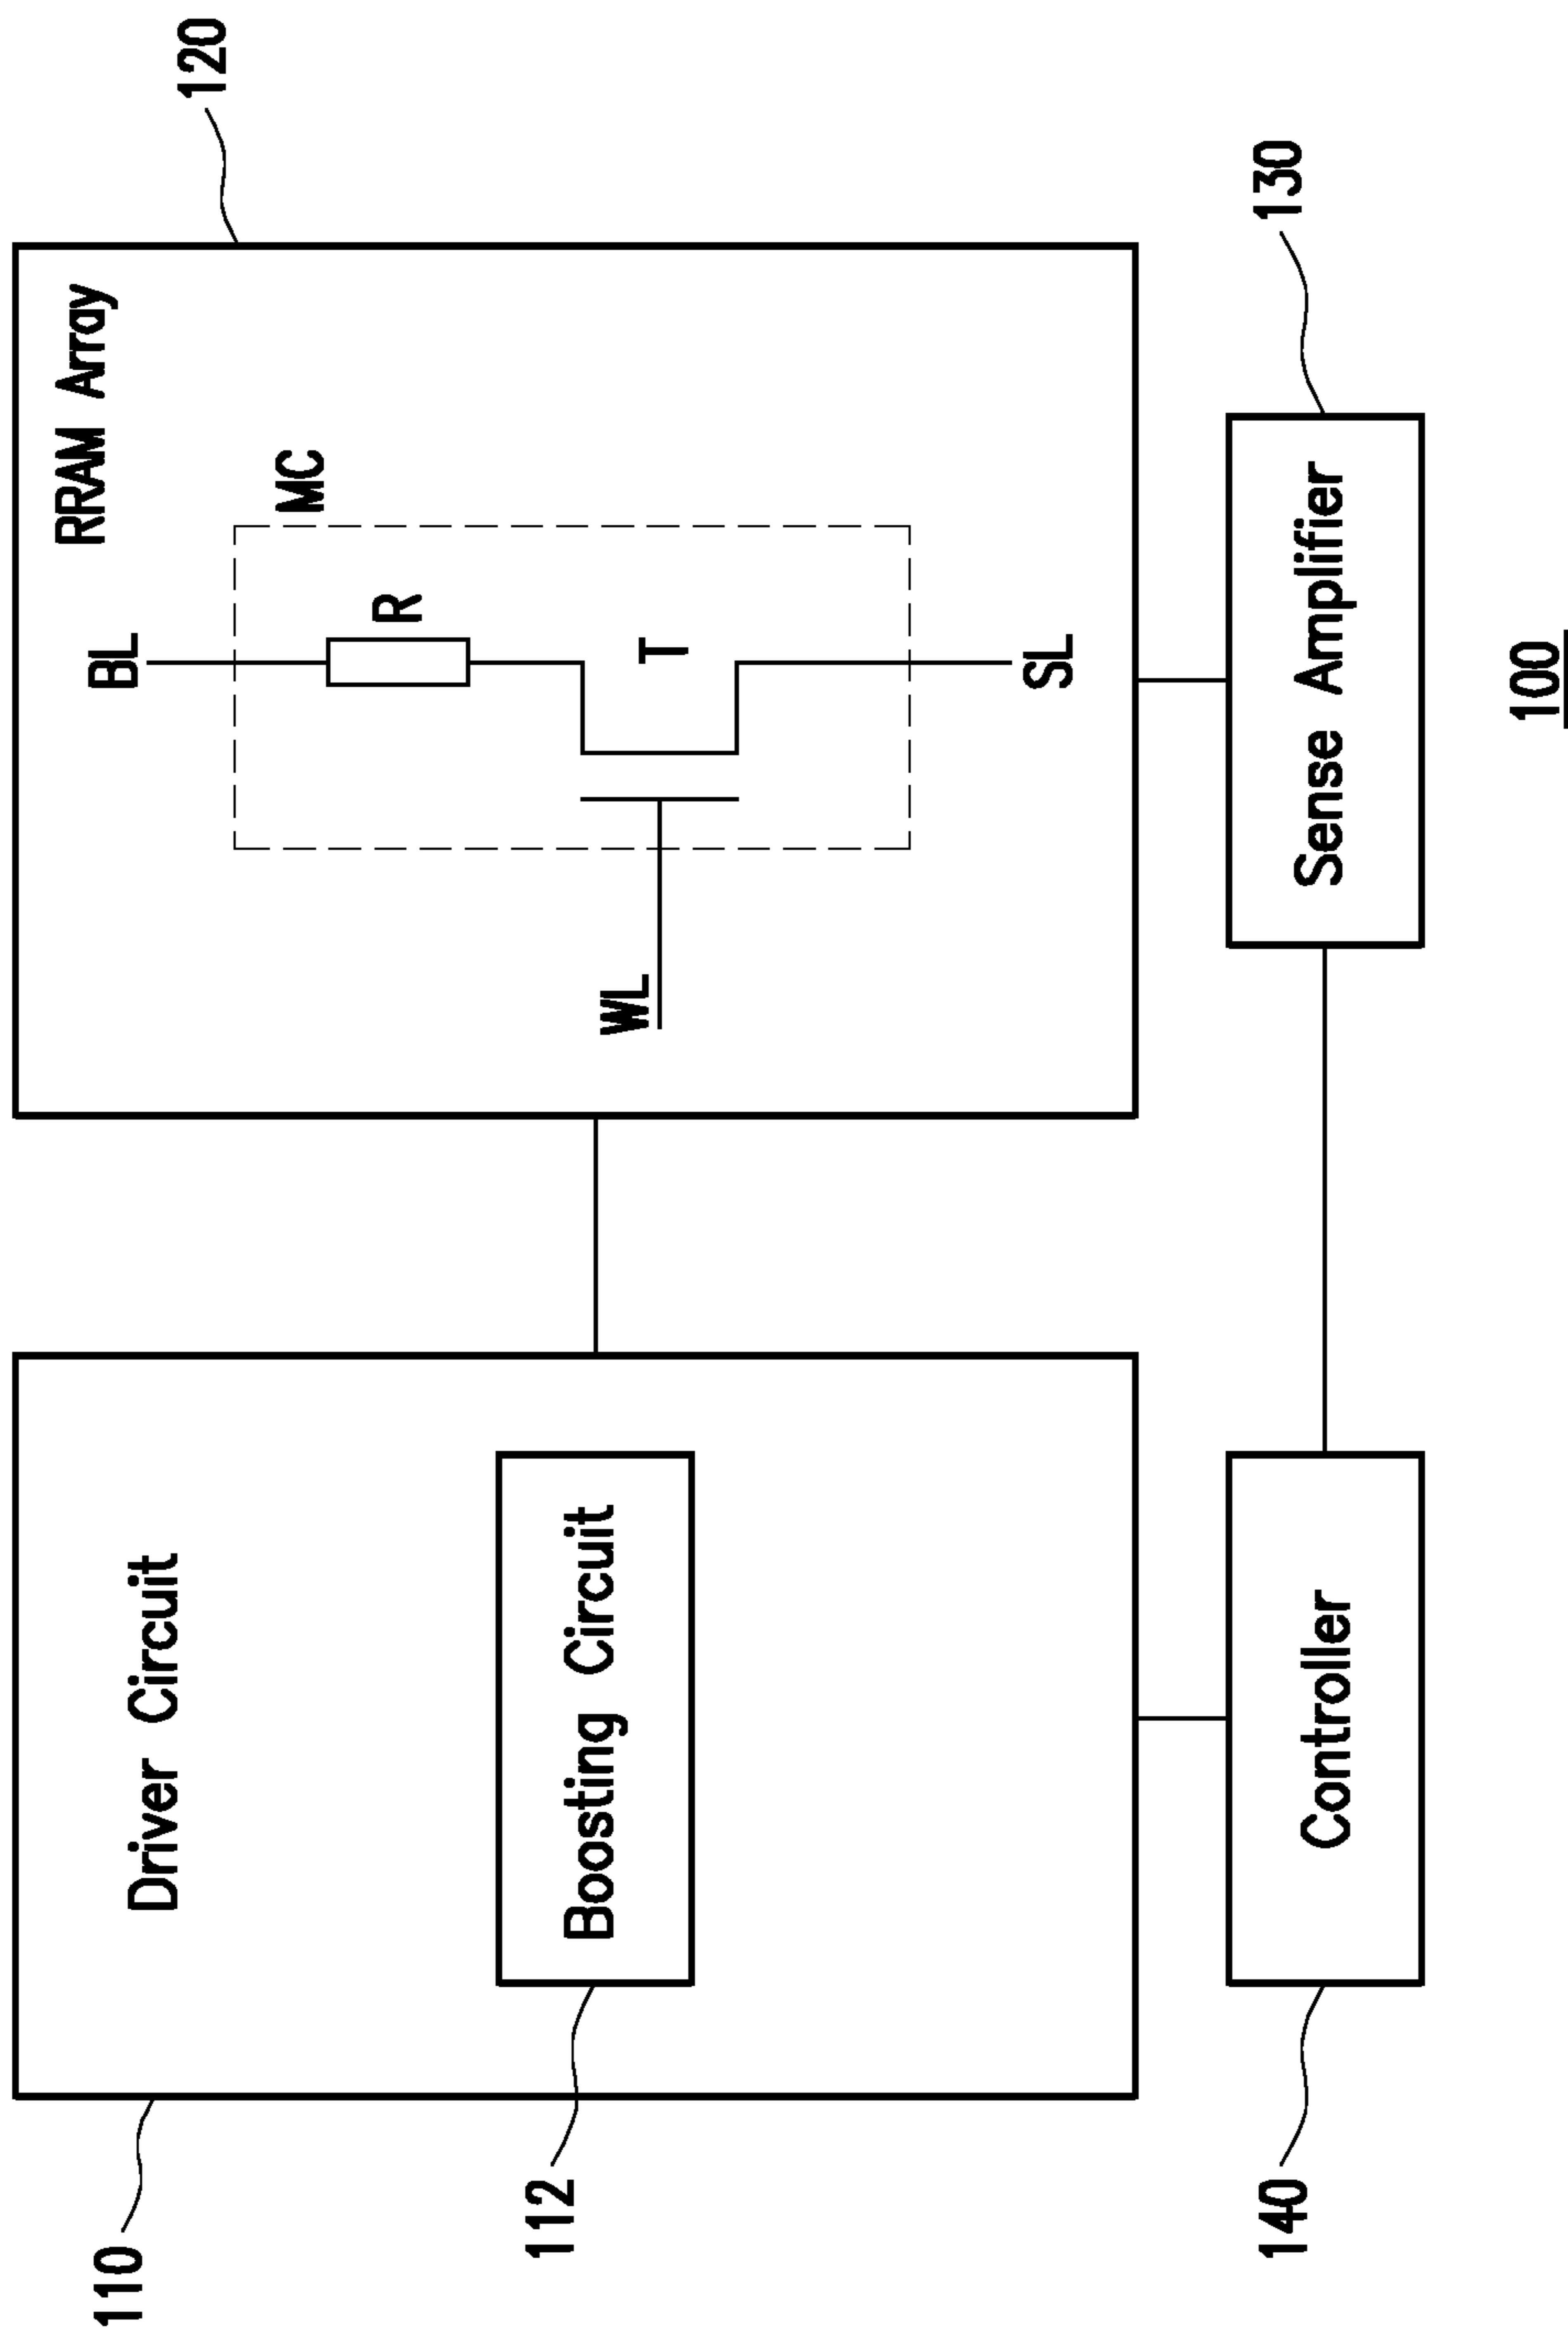 110
Driver Circuit
112
Boosting Circuit
RRAM Array
120
BL
MC
R
T
WL
SL
140
Controller
Sense Amplifier
130
100